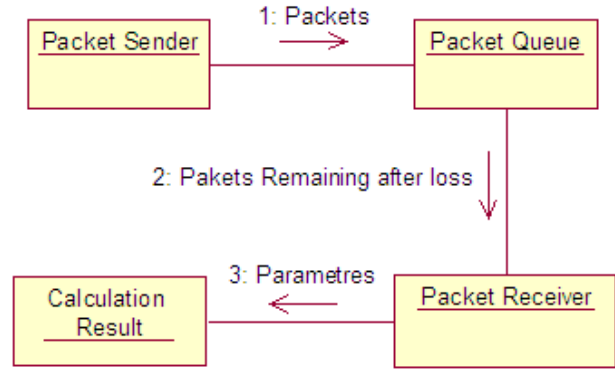 1: Packets
Packet Sender
Packet Queue
2: Pakets Remaining after loss
3: Parametres
Calculation
Result
Packet Receiver